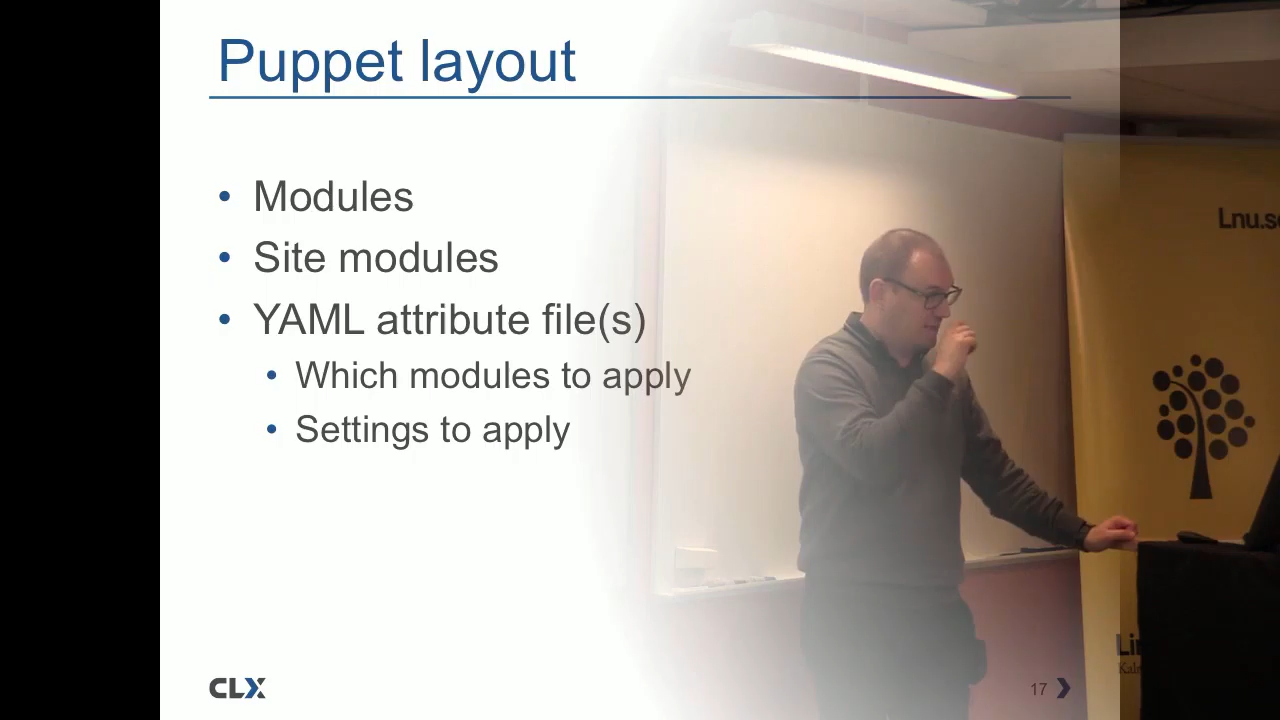 Puppet layout
• Modules
• Site modules
• YAML attribute file(s)
• Which modules to apply
• Settings to apply
Lnu.se
CLX
17